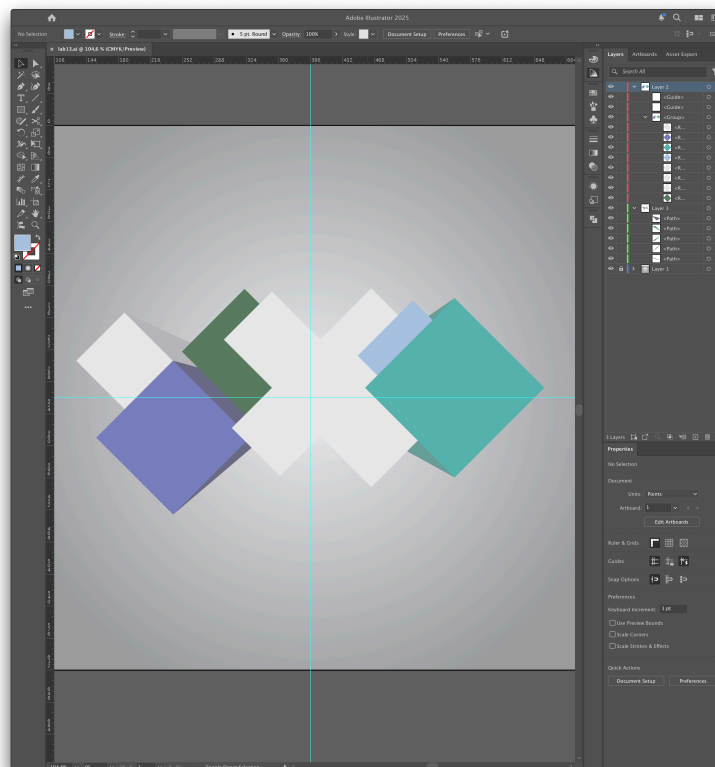 Adobe Illustrator 2025
No Selection
Stroke:
5 pt. Round
Opacity: 100%
Style:
Document Setup
Preferences
× lab13.ai @ 104.6 % (CMYK/Preview)
108 144 180 216 252 288 324 360 396 432 468 504 540 576 612 648
Layers Artboards Asset Export
Search All
Layer 2
<Guide>
<Guide>
<Group>
<R...
<R...
<R...
<R...
<R...
<R...
<R...
<R...
Layer 3
<Path>
<Path>
<Path>
<Path>
<Path>
Layer 1
3 Layers
Properties
No Selection
Document
Units: Points
Artboard: 1
Edit Artboards
Ruler & Grids
Guides
Snap Options
Preferences
Keyboard Increment: 1 pt
Use Preview Bounds
Scale Corners
Scale Strokes & Effects
Quick Actions
Document Setup
Preferences